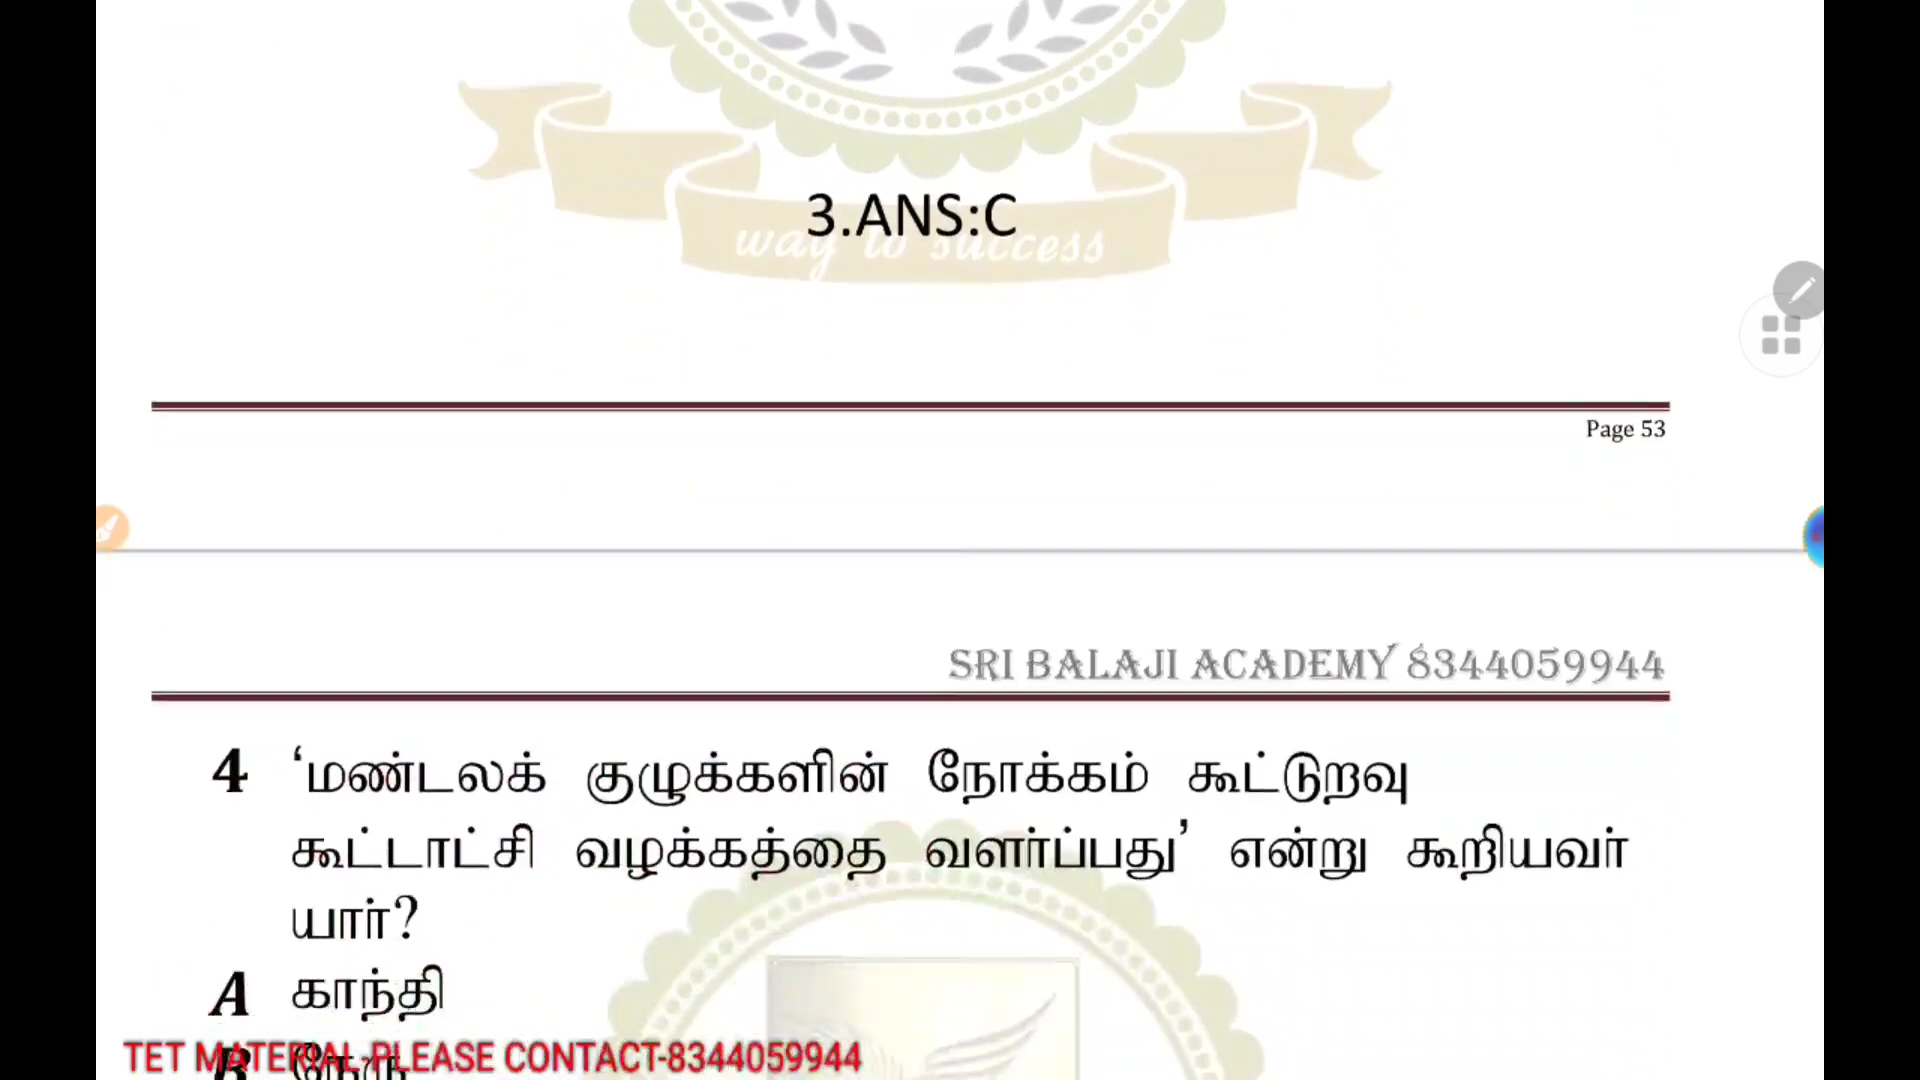 3.ANS:C
way to success
Page 53
SRI BALAJI ACADEMY 8344059944
4 ‘மண்டலக் குழுக்களின் நோக்கம் கூட்டுறவு
கூட்டாட்சி வழக்கத்தை வளர்ப்பது’ என்று கூறியவர்
யார்?
A காந்தி
B நேரு
TET MATERIAL-PLEASE CONTACT-8344059944